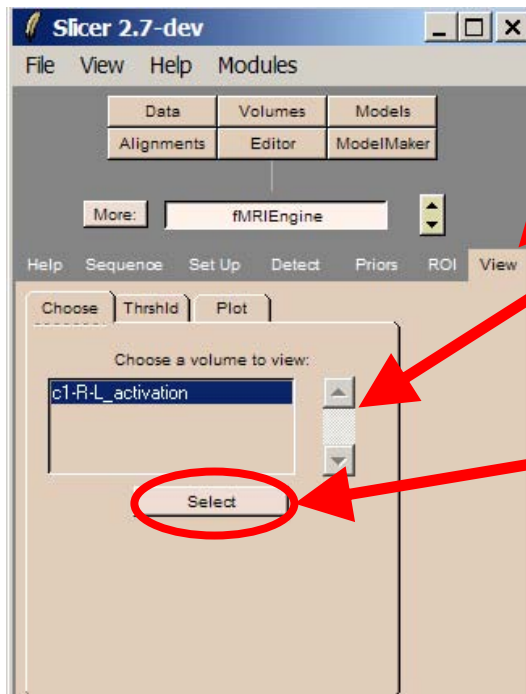 Slicer 2.7-dev
File View Help Modules
Data Volumes Models
Alignments Editor ModelMaker
More: fMRIEngine
Help Sequence Set Up Detect Priors ROI View
Choose Thrshld Plot
Choose a volume to view:
c1-R-L_activation
Select